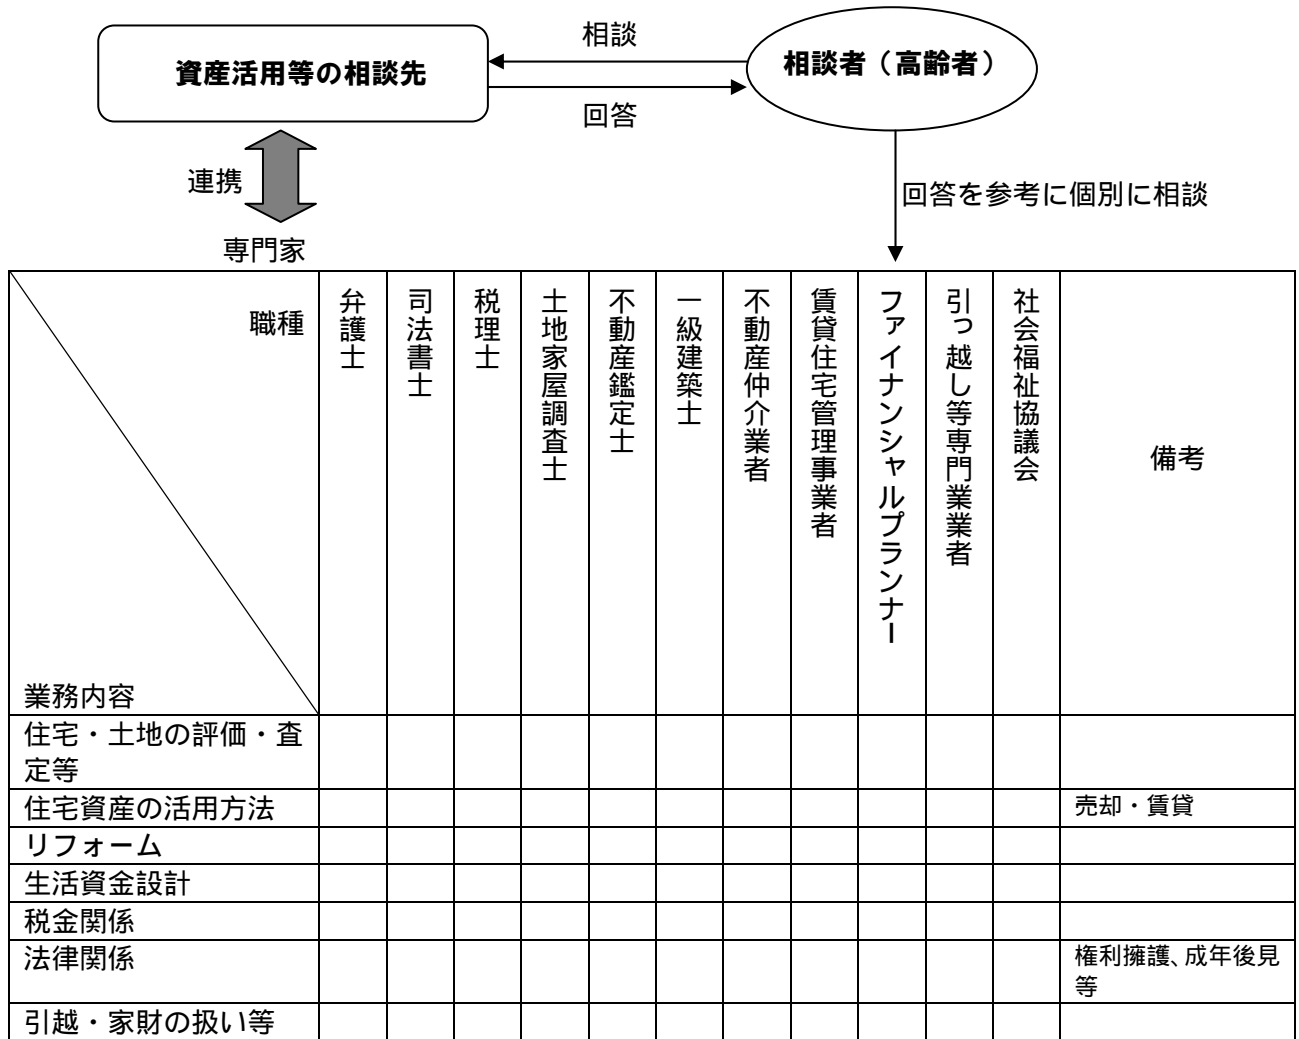 相談
資産活用等の相談先
相談者（高齢者）
回答
連携
回答を参考に個別に相談
専門家
職種
業務内容
弁護士
司法書士
税理士
土地家屋調査士
不動産鑑定士
一級建築士
不動産仲介業者
賃貸住宅管理事業者
ファイナンシャルプランナー
引っ越し等専門業業者
社会福祉協議会
備考
住宅・土地の評価・査
定等
住宅資産の活用方法
売却・賃貸
リフォーム
生活資金設計
税金関係
法律関係
権利擁護、成年後見
等
引越・家財の扱い等